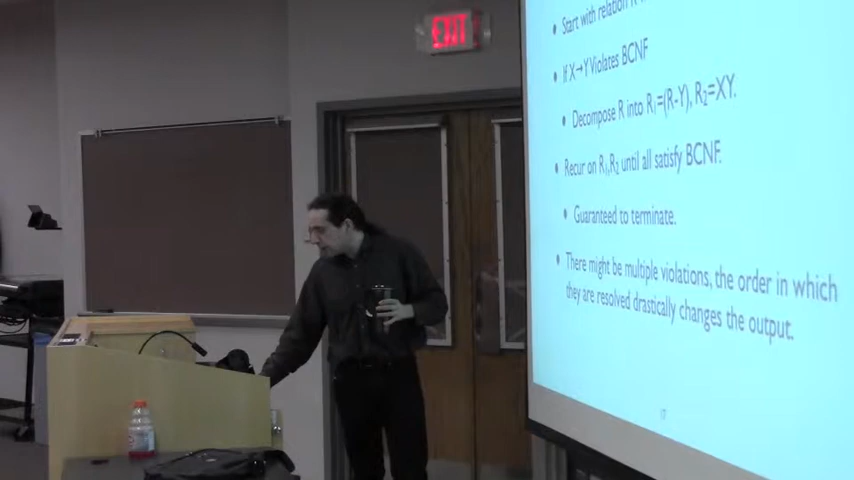 EXIT
• Start with relation R
• If X→Y Violates BCNF
• Decompose R into R1=(R-Y), R2=XY.
• Recur on R1,R2 until all satisfy BCNF.
• Guaranteed to terminate.
• There might be multiple violations, the order in which
they are resolved drastically changes the output.
17